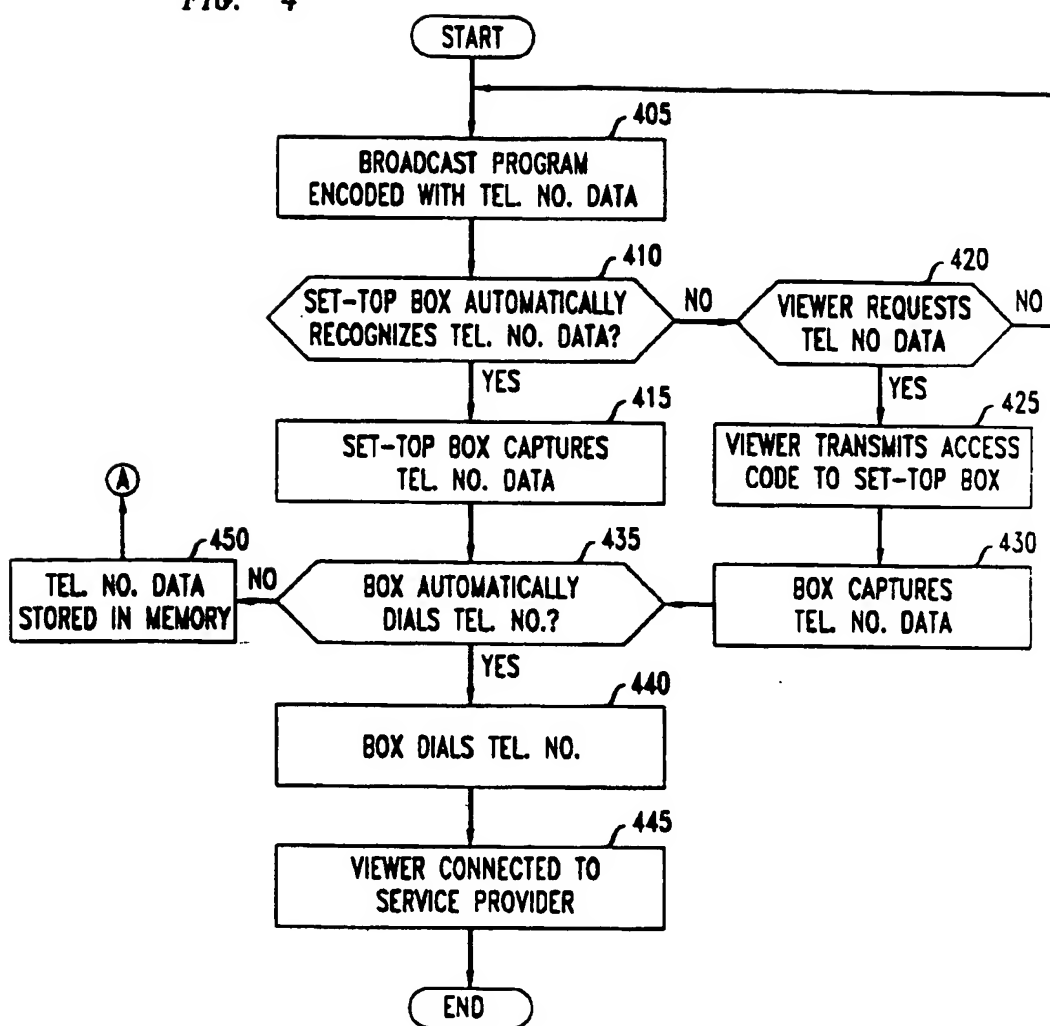 FIG. 4
START
405
BROADCAST PROGRAM
ENCODED WITH TEL. NO. DATA
410
SET-TOP BOX AUTOMATICALLY
RECOGNIZES TEL. NO. DATA?
NO
420
VIEWER REQUESTS
TEL NO DATA
NO
YES
YES
415
SET-TOP BOX CAPTURES
TEL. NO. DATA
425
VIEWER TRANSMITS ACCESS
CODE TO SET-TOP BOX
A
450
TEL. NO. DATA
STORED IN MEMORY
NO
435
BOX AUTOMATICALLY
DIALS TEL. NO.?
430
BOX CAPTURES
TEL. NO. DATA
YES
440
BOX DIALS TEL. NO.
445
VIEWER CONNECTED TO
SERVICE PROVIDER
END